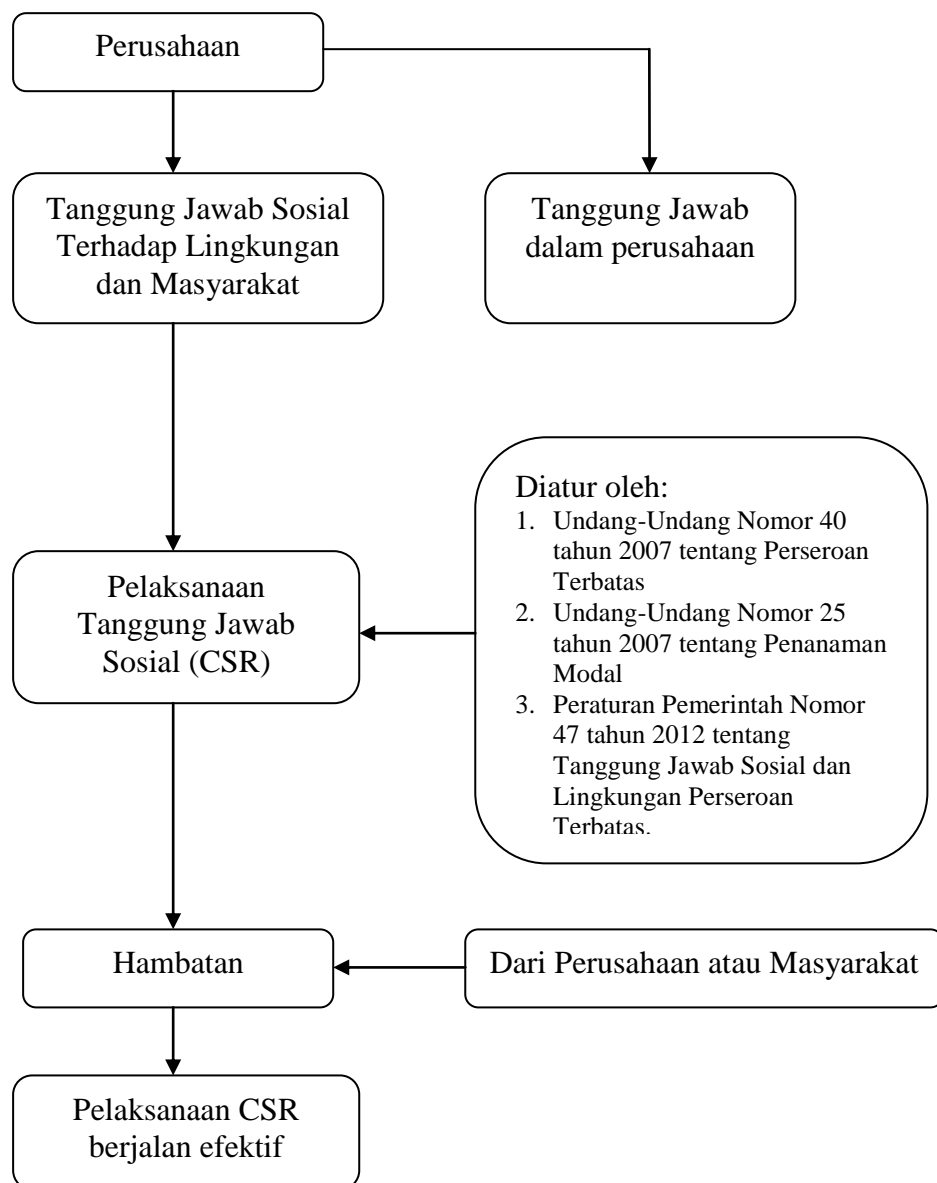 Perusahaan
Tanggung Jawab Sosial
Terhadap Lingkungan
dan Masyarakat
Tanggung Jawab
dalam perusahaan
Diatur oleh:
1. Undang-Undang Nomor 40
tahun 2007 tentang Perseroan
Terbatas
2. Undang-Undang Nomor 25
tahun 2007 tentang Penanaman
Modal
3. Peraturan Pemerintah Nomor
47 tahun 2012 tentang
Tanggung Jawab Sosial dan
Lingkungan Perseroan
Terbatas.
Pelaksanaan
Tanggung Jawab
Sosial (CSR)
Hambatan
Dari Perusahaan atau Masyarakat
Pelaksanaan CSR
berjalan efektif